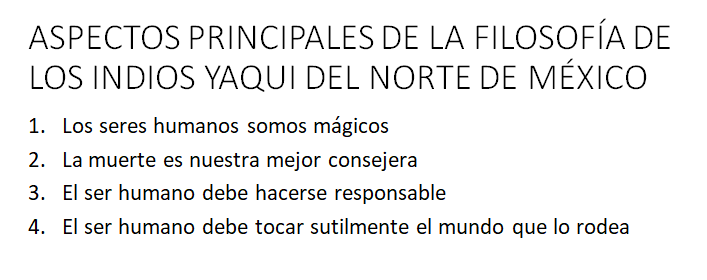 ASPECTOS PRINCIPALES DE LA FILOSOFÍA DE
LOS INDIOS YAQUI DEL NORTE DE MÉXICO
1. Los seres humanos somos mágicos
2. La muerte es nuestra mejor consejera
3. El ser humano debe hacerse responsable
4. El ser humano debe tocar sutilmente el mundo que lo rodea